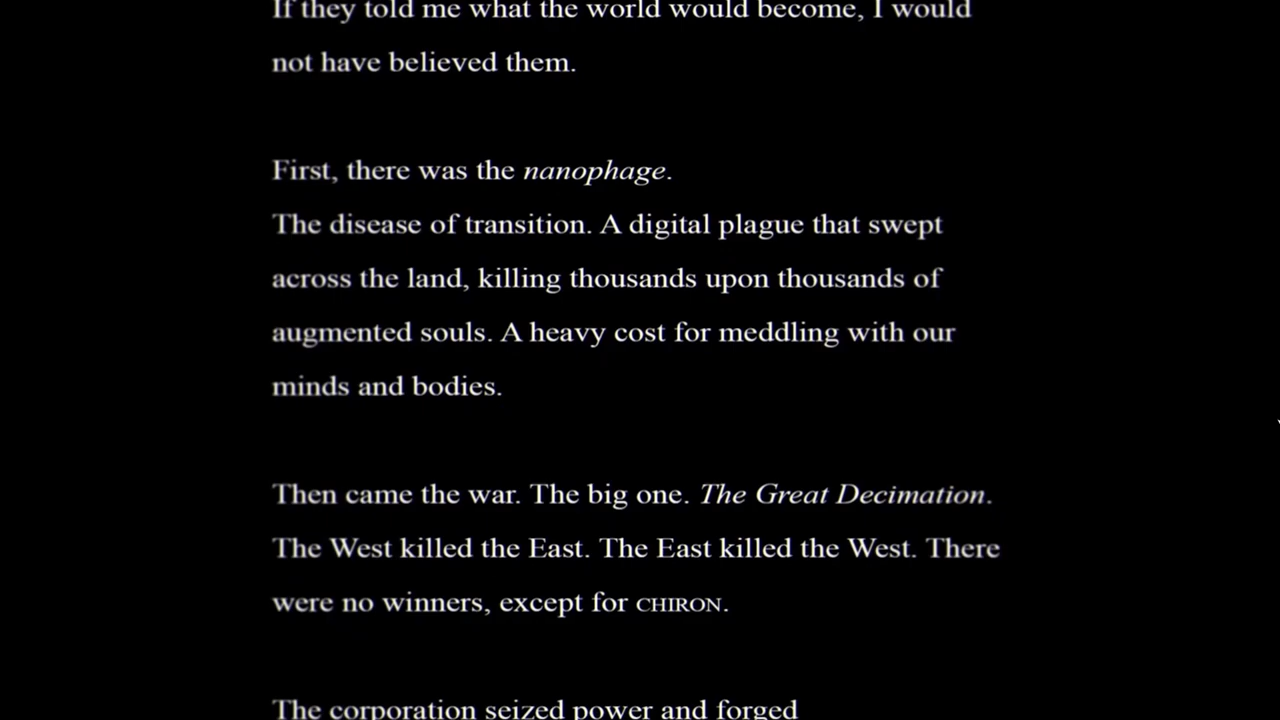 If they told me what the world would become, I would
not have believed them.
First, there was the nanophage.
The disease of transition. A digital plague that swept
across the land, killing thousands upon thousands of
augmented souls. A heavy cost for meddling with our
minds and bodies.
Then came the war. The big one. The Great Decimation.
The West killed the East. The East killed the West. There
were no winners, except for CHIRON.
The corporation seized power and forged